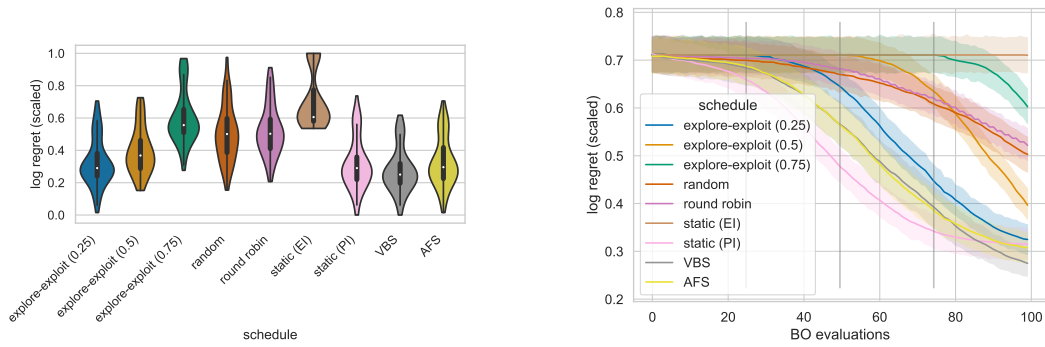 log regret (scaled)
1.0
0.8
0.6
0.4
0.2
0.0
explore-exploit (0.25)
explore-exploit (0.5)
explore-exploit (0.75)
random
round robin
static (EI)
static (PI)
VBS
AFS
schedule
log regret (scaled)
0.8
0.7
0.6
0.5
0.4
0.3
0.2
schedule
explore-exploit (0.25)
explore-exploit (0.5)
explore-exploit (0.75)
random
round robin
static (EI)
static (PI)
VBS
AFS
0 20 40 60 80 100
BO evaluations